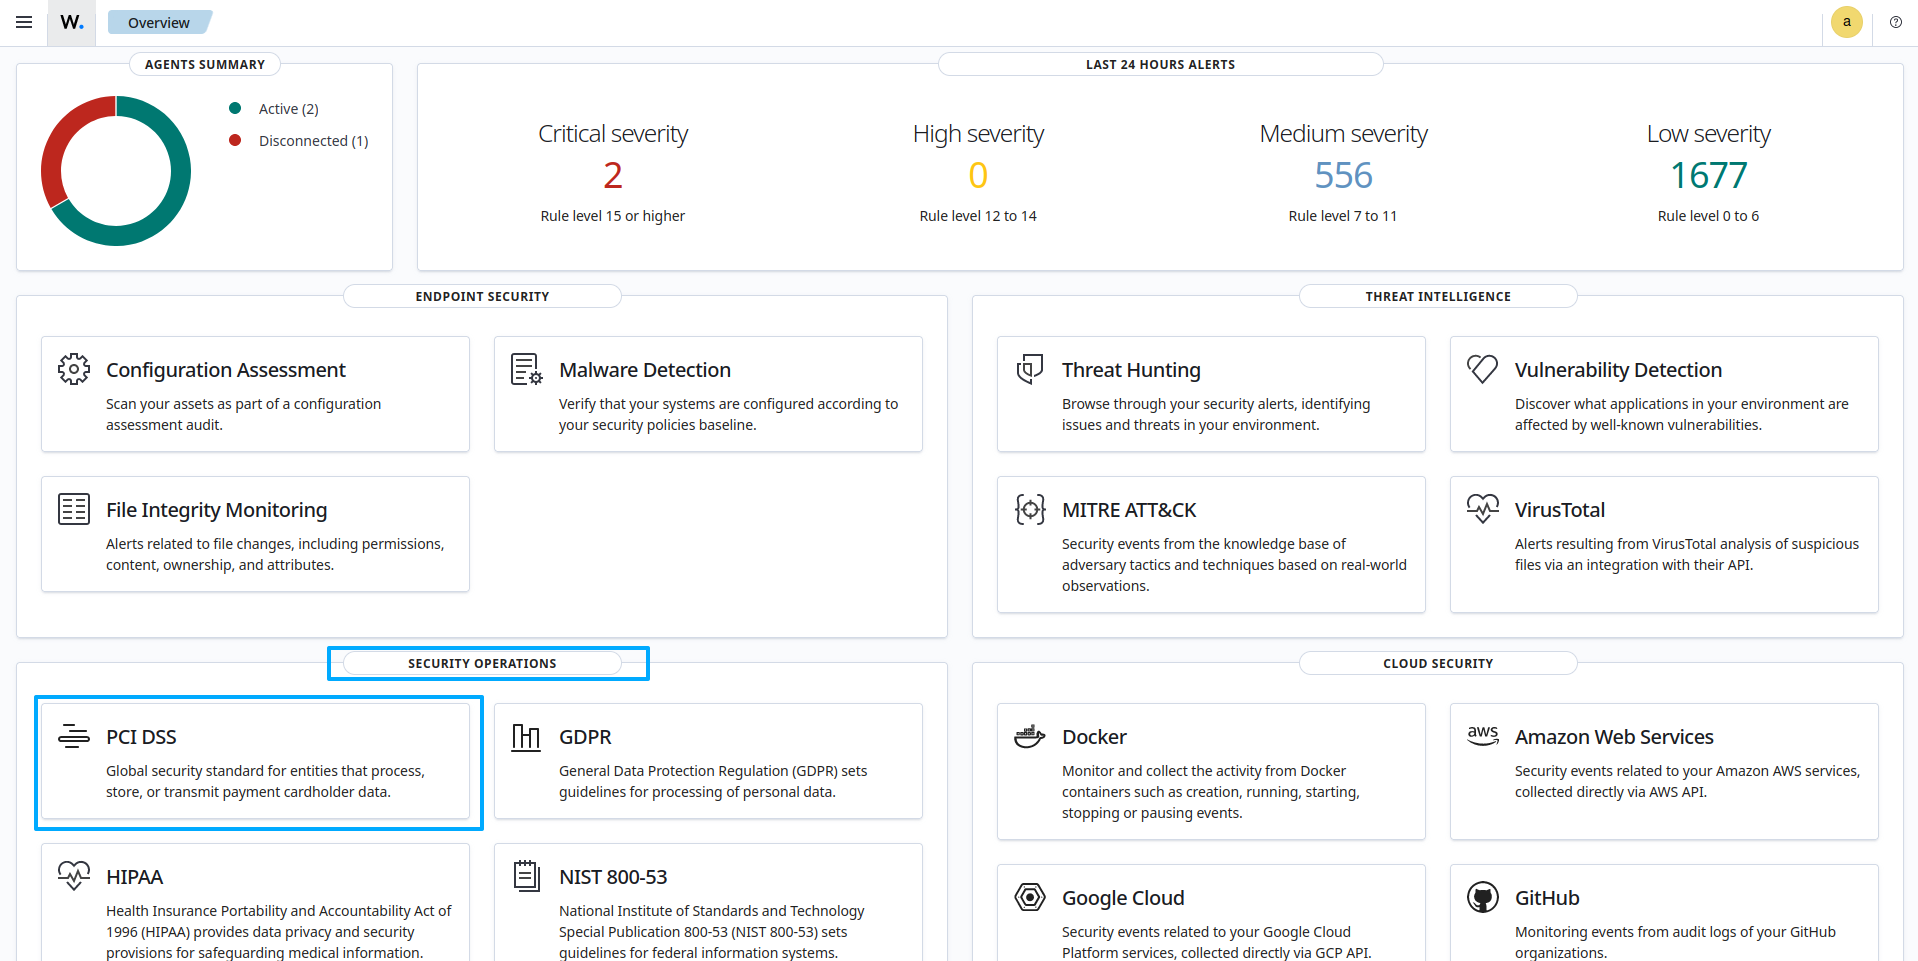 W.
Overview
a
AGENTS SUMMARY
Active (2)
Disconnected (1)
LAST 24 HOURS ALERTS
Critical severity
2
Rule level 15 or higher
High severity
0
Rule level 12 to 14
Medium severity
556
Rule level 7 to 11
Low severity
1677
Rule level 0 to 6
ENDPOINT SECURITY
Configuration Assessment
Scan your assets as part of a configuration
assessment audit.
Malware Detection
Verify that your systems are configured according to
your security policies baseline.
File Integrity Monitoring
Alerts related to file changes, including permissions,
content, ownership, and attributes.
THREAT INTELLIGENCE
Threat Hunting
Browse through your security alerts, identifying
issues and threats in your environment.
Vulnerability Detection
Discover what applications in your environment are
affected by well-known vulnerabilities.
MITRE ATT&CK
Security events from the knowledge base of
adversary tactics and techniques based on real-world
observations.
VirusTotal
Alerts resulting from VirusTotal analysis of suspicious
files via an integration with their API.
SECURITY OPERATIONS
PCI DSS
Global security standard for entities that process,
store, or transmit payment cardholder data.
GDPR
General Data Protection Regulation (GDPR) sets
guidelines for processing of personal data.
HIPAA
Health Insurance Portability and Accountability Act of
1996 (HIPAA) provides data privacy and security
provisions for safeguarding medical information.
NIST 800-53
National Institute of Standards and Technology
Special Publication 800-53 (NIST 800-53) sets
guidelines for federal information systems.
CLOUD SECURITY
Docker
Monitor and collect the activity from Docker
containers such as creation, running, starting,
stopping or pausing events.
aws
Amazon Web Services
Security events related to your Amazon AWS services,
collected directly via AWS API.
Google Cloud
Security events related to your Google Cloud
Platform services, collected directly via GCP API.
GitHub
Monitoring events from audit logs of your GitHub
organizations.